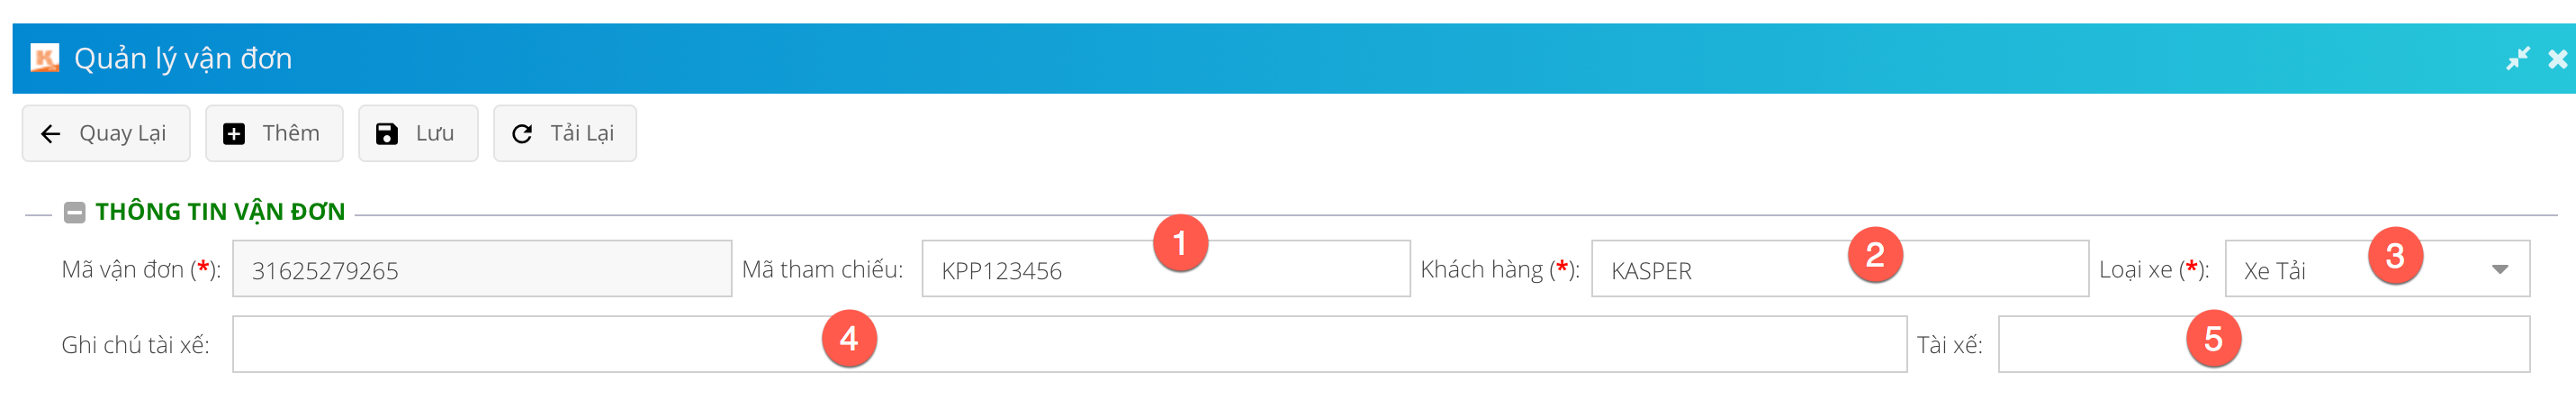 K Quản lý vận đơn
Quay Lại Thêm Lưu Tải Lại
THÔNG TIN VẬN ĐƠN
1 2 3
Mã vận đơn (*): 31625279265 Mã tham chiếu: KPP123456 Khách hàng (*): KASPER Loại xe (*): Xe Tải
4 5
Ghi chú tài xế: Tài xế: